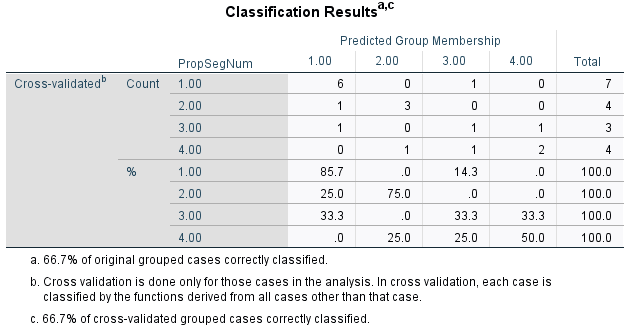 Classification Resultsa,c
Predicted Group Membership
PropSegNum 1.00 2.00 3.00 4.00 Total
Cross-validatedb Count 1.00 6 0 1 0 7
2.00 1 3 0 0 4
3.00 1 0 1 1 3
4.00 0 1 1 2 4
% 1.00 85.7 .0 14.3 .0 100.0
2.00 25.0 75.0 .0 .0 100.0
3.00 33.3 .0 33.3 33.3 100.0
4.00 .0 25.0 25.0 50.0 100.0
a. 66.7% of original grouped cases correctly classified.
b. Cross validation is done only for those cases in the analysis. In cross validation, each case is
classified by the functions derived from all cases other than that case.
c. 66.7% of cross-validated grouped cases correctly classified.